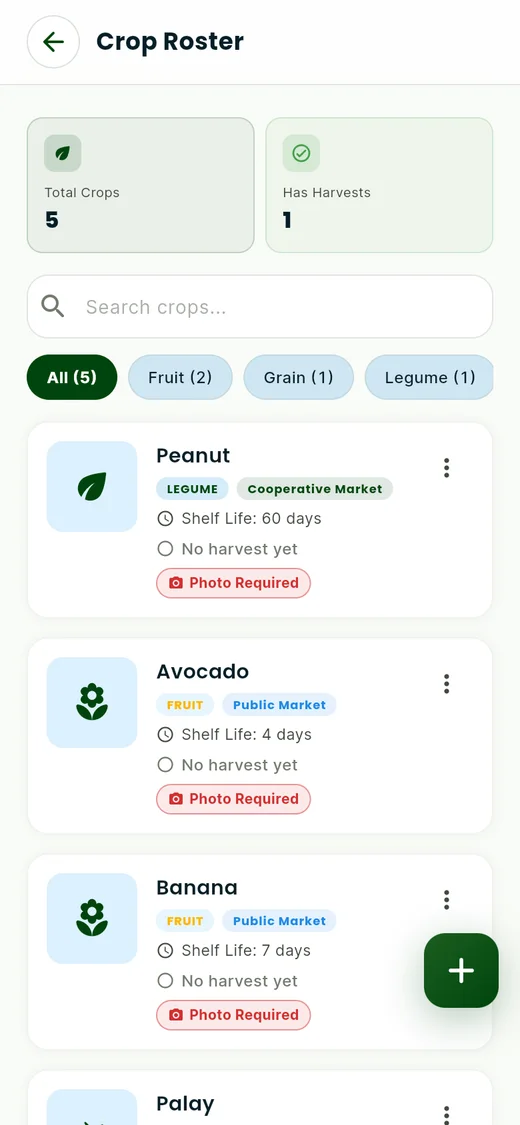 Crop Roster
Total Crops
5
Has Harvests
1
Search crops...
All (5)
Fruit (2)
Grain (1)
Legume (1)
Peanut
LEGUME
Cooperative Market
Shelf Life: 60 days
No harvest yet
Photo Required
Avocado
FRUIT
Public Market
Shelf Life: 4 days
No harvest yet
Photo Required
Banana
FRUIT
Public Market
Shelf Life: 7 days
No harvest yet
Photo Required
Palay